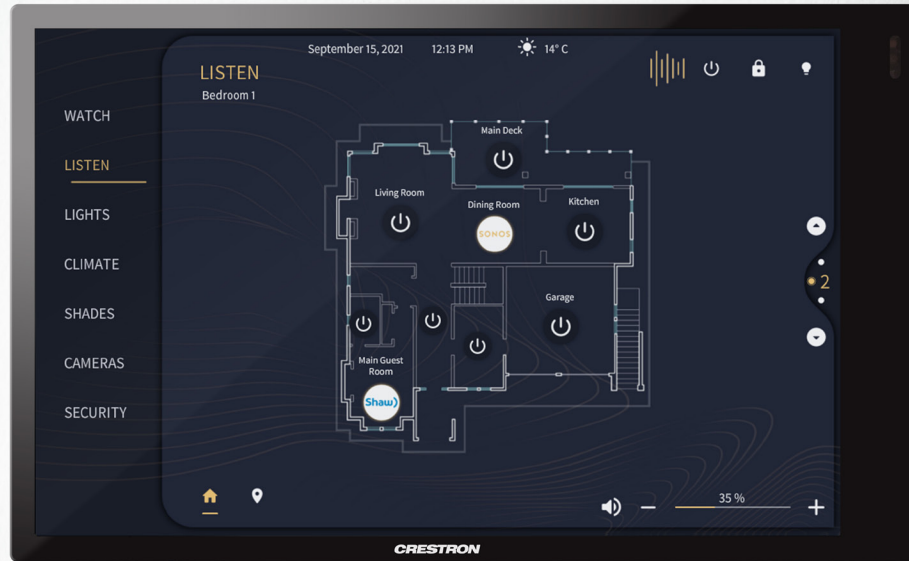 September 15, 2021 12:13 PM 14° C
LISTEN
Bedroom 1
WATCH
LISTEN
LIGHTS
CLIMATE
SHADES
CAMERAS
SECURITY
Main Deck
Living Room
Dining Room
Kitchen
SONOS
Garage
Main Guest
Room
Shaw)
2
35 %
CRESTRON